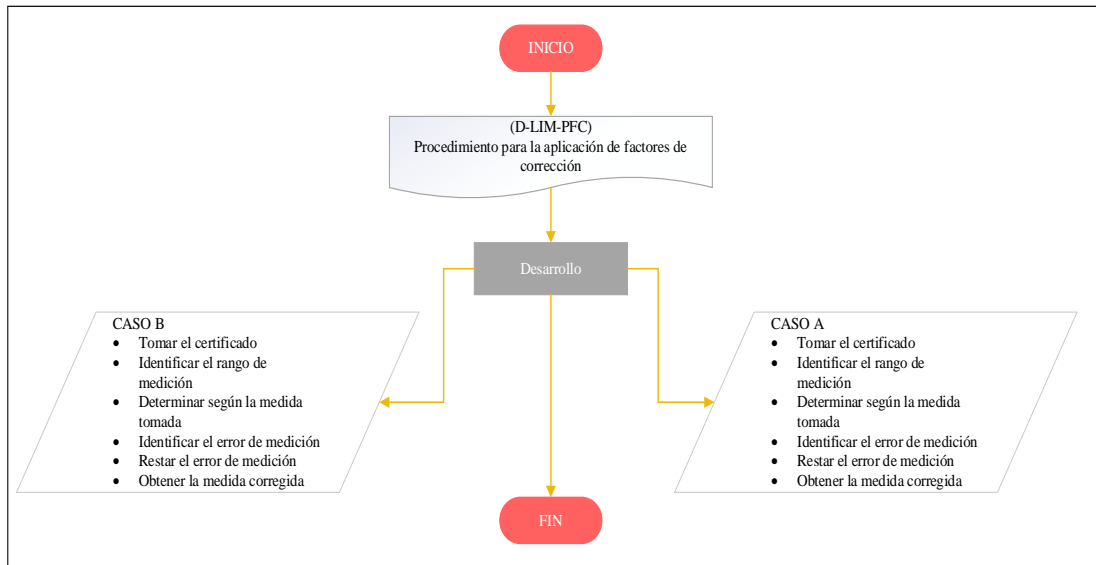 INICIO
(D-LIM-PFC)
Procedimiento para la aplicación de factores de
corrección
Desarrollo
CASO B
• Tomar el certificado
• Identificar el rango de
medición
• Determinar según la medida
tomada
• Identificar el error de medición
• Restar el error de medición
• Obtener la medida corregida
CASO A
• Tomar el certificado
• Identificar el rango de
medición
• Determinar según la medida
tomada
• Identificar el error de medición
• Restar el error de medición
• Obtener la medida corregida
FIN